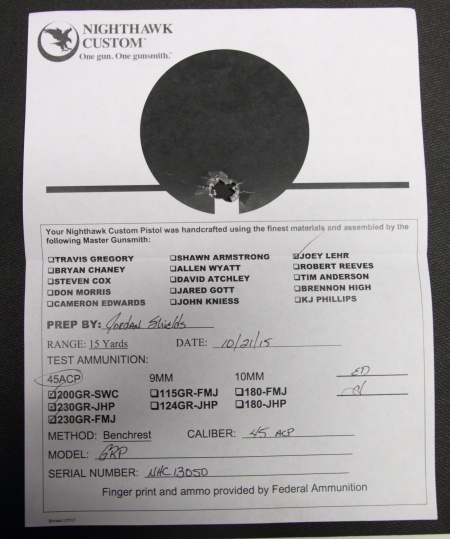 NIGHTHAWK
CUSTOM
One gun. One gunsmith.
Your Nighthawk Custom Pistol was handcrafted using the finest materials and assembled by the
following Master Gunsmith:
☐TRAVIS GREGORY ☐SHAWN ARMSTRONG ☑JOEY LEHR
☐BRYAN CHANEY ☐ALLEN WYATT ☐ROBERT REEVES
☐STEVEN COX ☐DAVID ATCHLEY ☐TIM ANDERSON
☐DON MORRIS ☐JARED GOTT ☐BRENNON HIGH
☐CAMERON EDWARDS ☐JOHN KNIESS ☐KJ PHILLIPS
PREP BY: Jordan Shields
RANGE: 15 Yards DATE: 10/21/15
TEST AMMUNITION:
45ACP 9MM 10MM
☑200GR-SWC ☐115GR-FMJ ☐180-FMJ
☑230GR-JHP ☐124GR-JHP ☐180-JHP
☑230GR-FMJ
METHOD: Benchrest CALIBER: 45 ACP
MODEL: GRP
SERIAL NUMBER: NHC13050
Finger print and ammo provided by Federal Ammunition